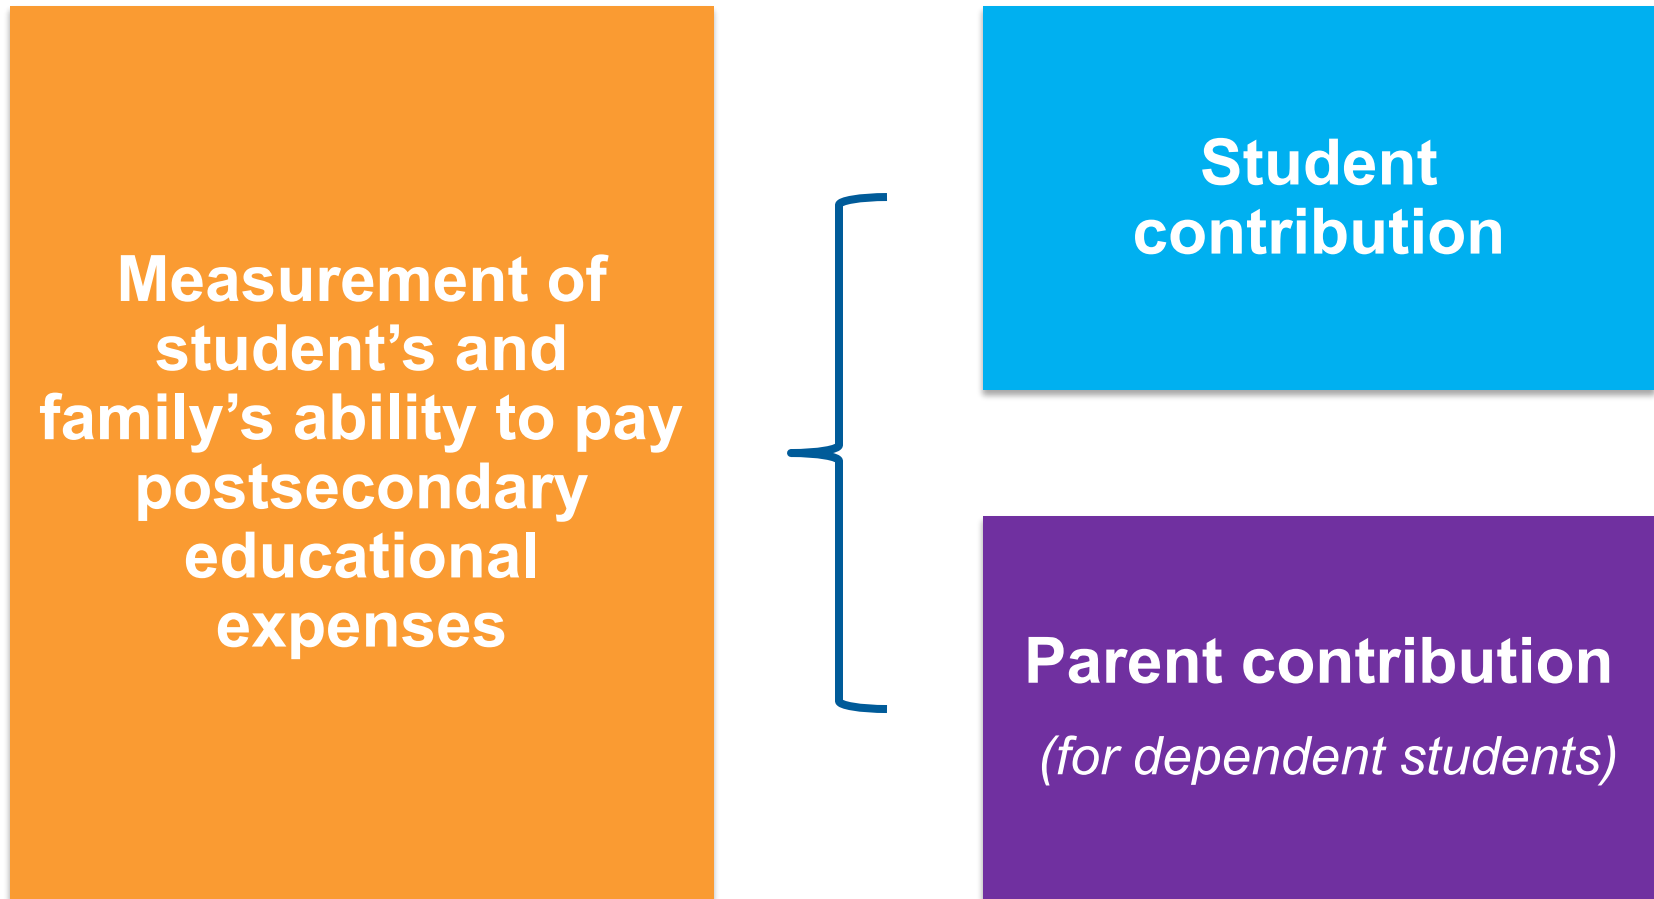 Measurement of
student’s and
family’s ability to pay
postsecondary
educational
expenses
Student
contribution
Parent contribution
(for dependent students)